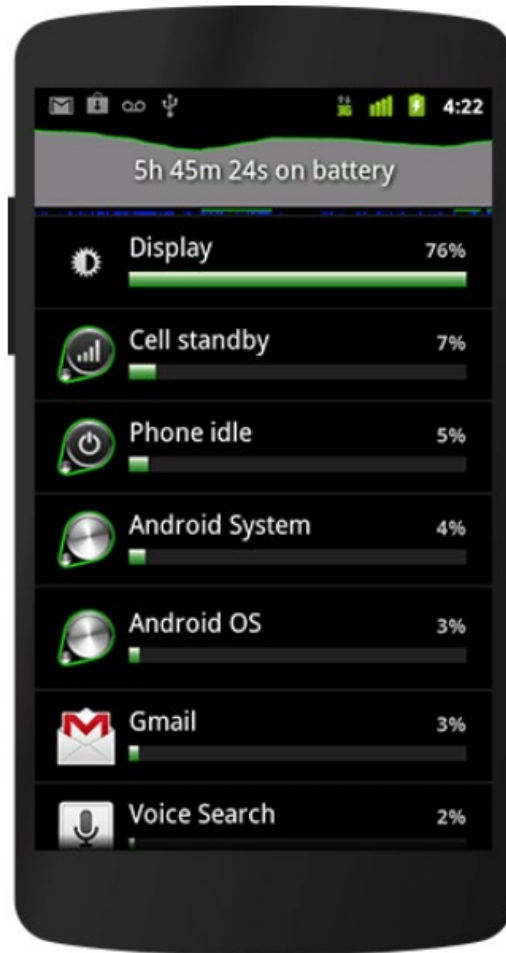 3G 4:22
5h 45m 24s on battery
Display 76%
Cell standby 7%
Phone idle 5%
Android System 4%
Android OS 3%
Gmail 3%
Voice Search 2%